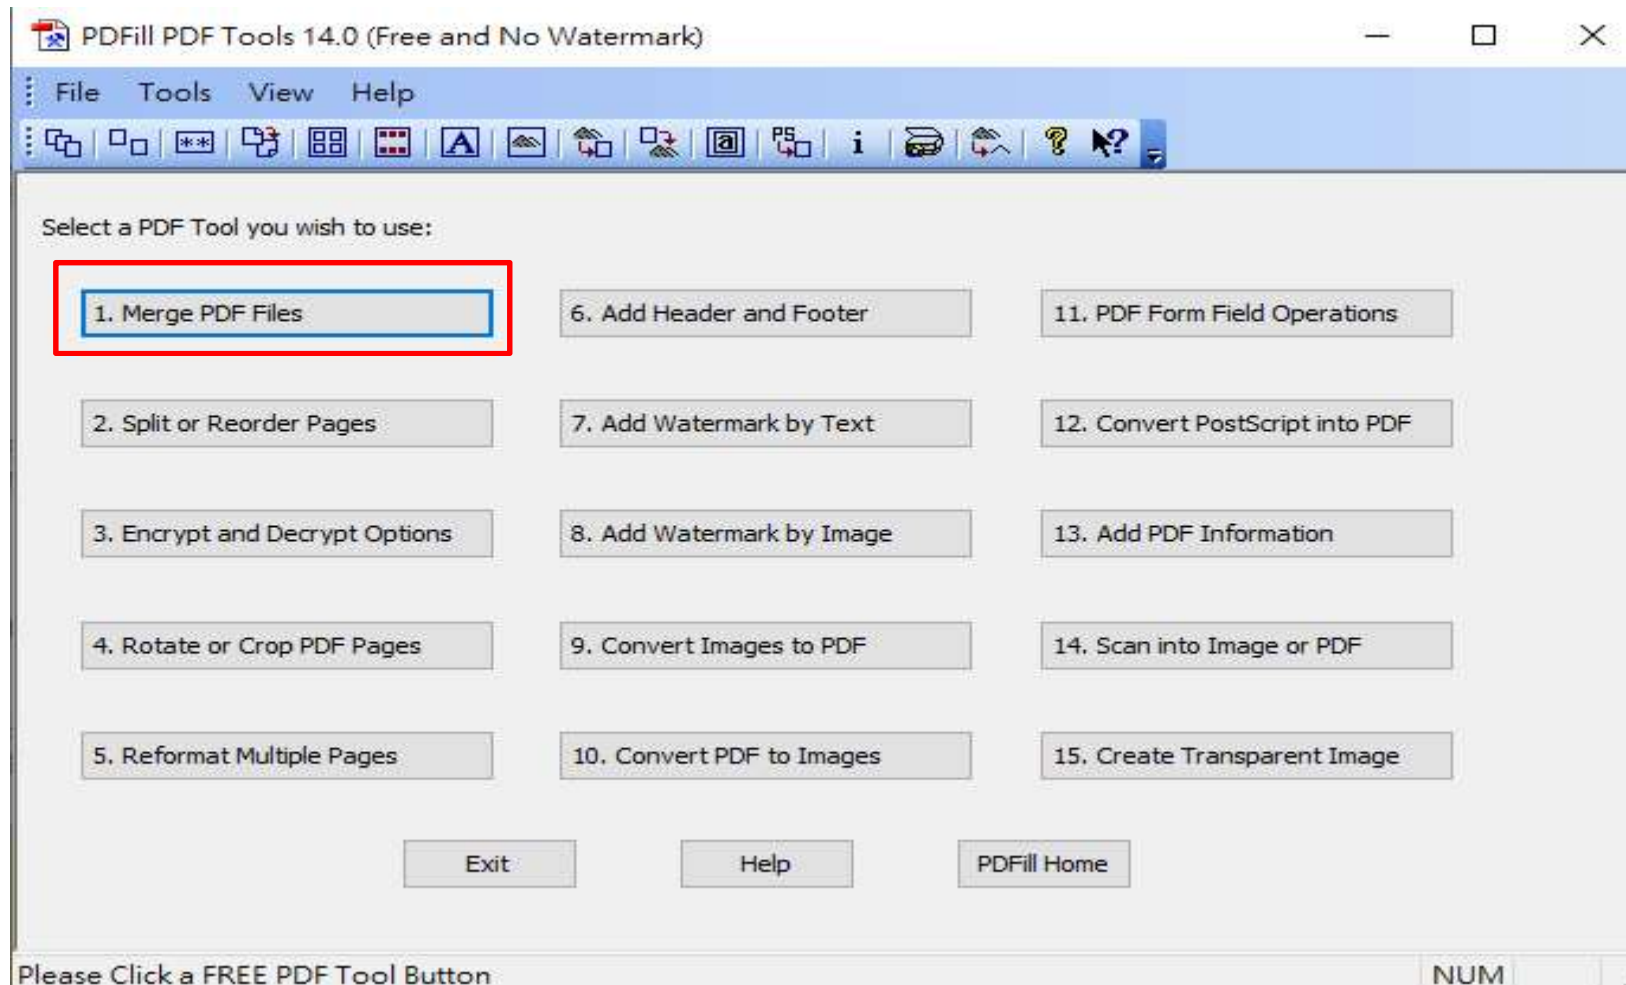 PDFill PDF Tools 14.0 (Free and No Watermark)
File Tools View Help
** A a PS i ? ?
Select a PDF Tool you wish to use:
1. Merge PDF Files 6. Add Header and Footer 11. PDF Form Field Operations
2. Split or Reorder Pages 7. Add Watermark by Text 12. Convert PostScript into PDF
3. Encrypt and Decrypt Options 8. Add Watermark by Image 13. Add PDF Information
4. Rotate or Crop PDF Pages 9. Convert Images to PDF 14. Scan into Image or PDF
5. Reformat Multiple Pages 10. Convert PDF to Images 15. Create Transparent Image
Exit Help PDFill Home
Please Click a FREE PDF Tool Button NUM